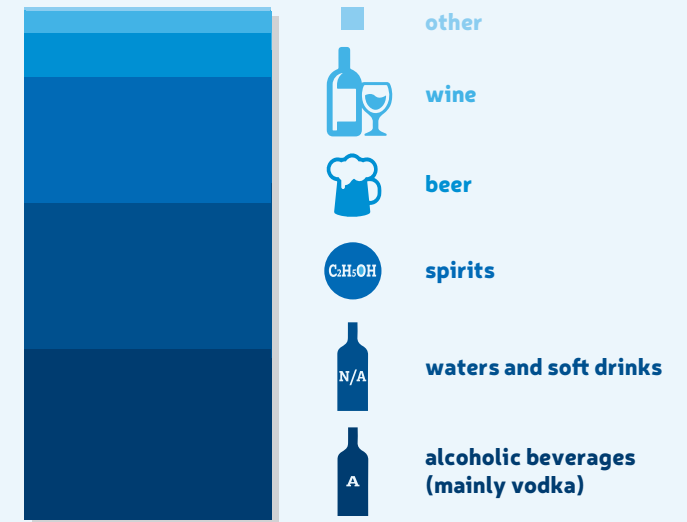 other
wine
beer
C₂H₅OH
spirits
N/A
waters and soft drinks
A
alcoholic beverages
(mainly vodka)